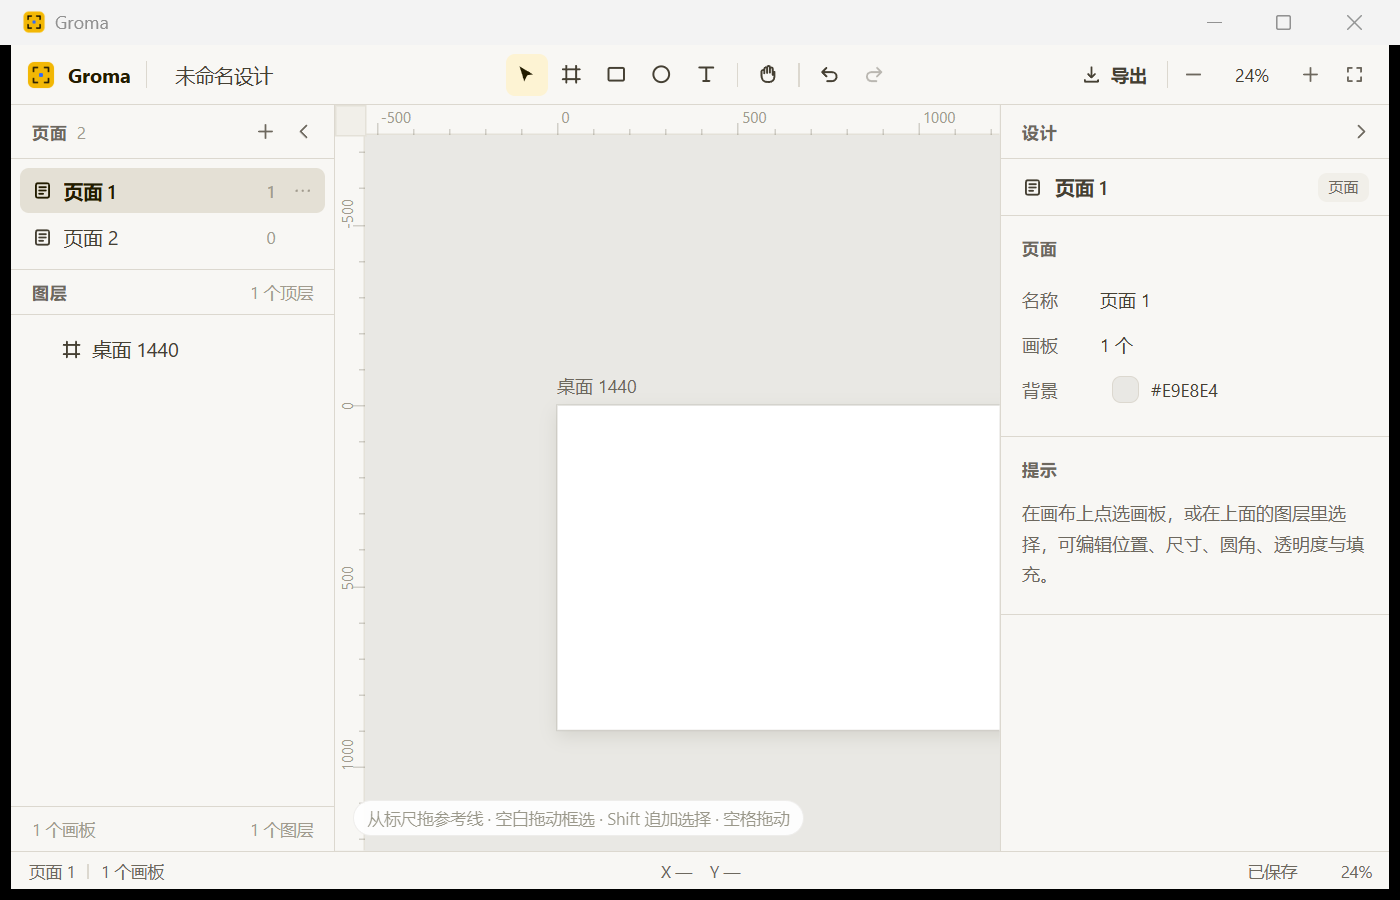 Groma
Groma
未命名设计
导出
24%
页面 2
页面 1
1
页面 2
0
图层
1 个顶层
桌面 1440
1 个画板
1 个图层
-500
0
500
1000
-500
0
500
1000
桌面 1440
从标尺拖参考线 · 空白拖动框选 · Shift 追加选择 · 空格拖动
设计
页面 1
页面
页面
名称
页面 1
画板
1 个
背景
#E9E8E4
提示
在画布上点选画板，或在上面的图层里选
择，可编辑位置、尺寸、圆角、透明度与填
充。
页面 1
1 个画板
X —
Y —
已保存
24%